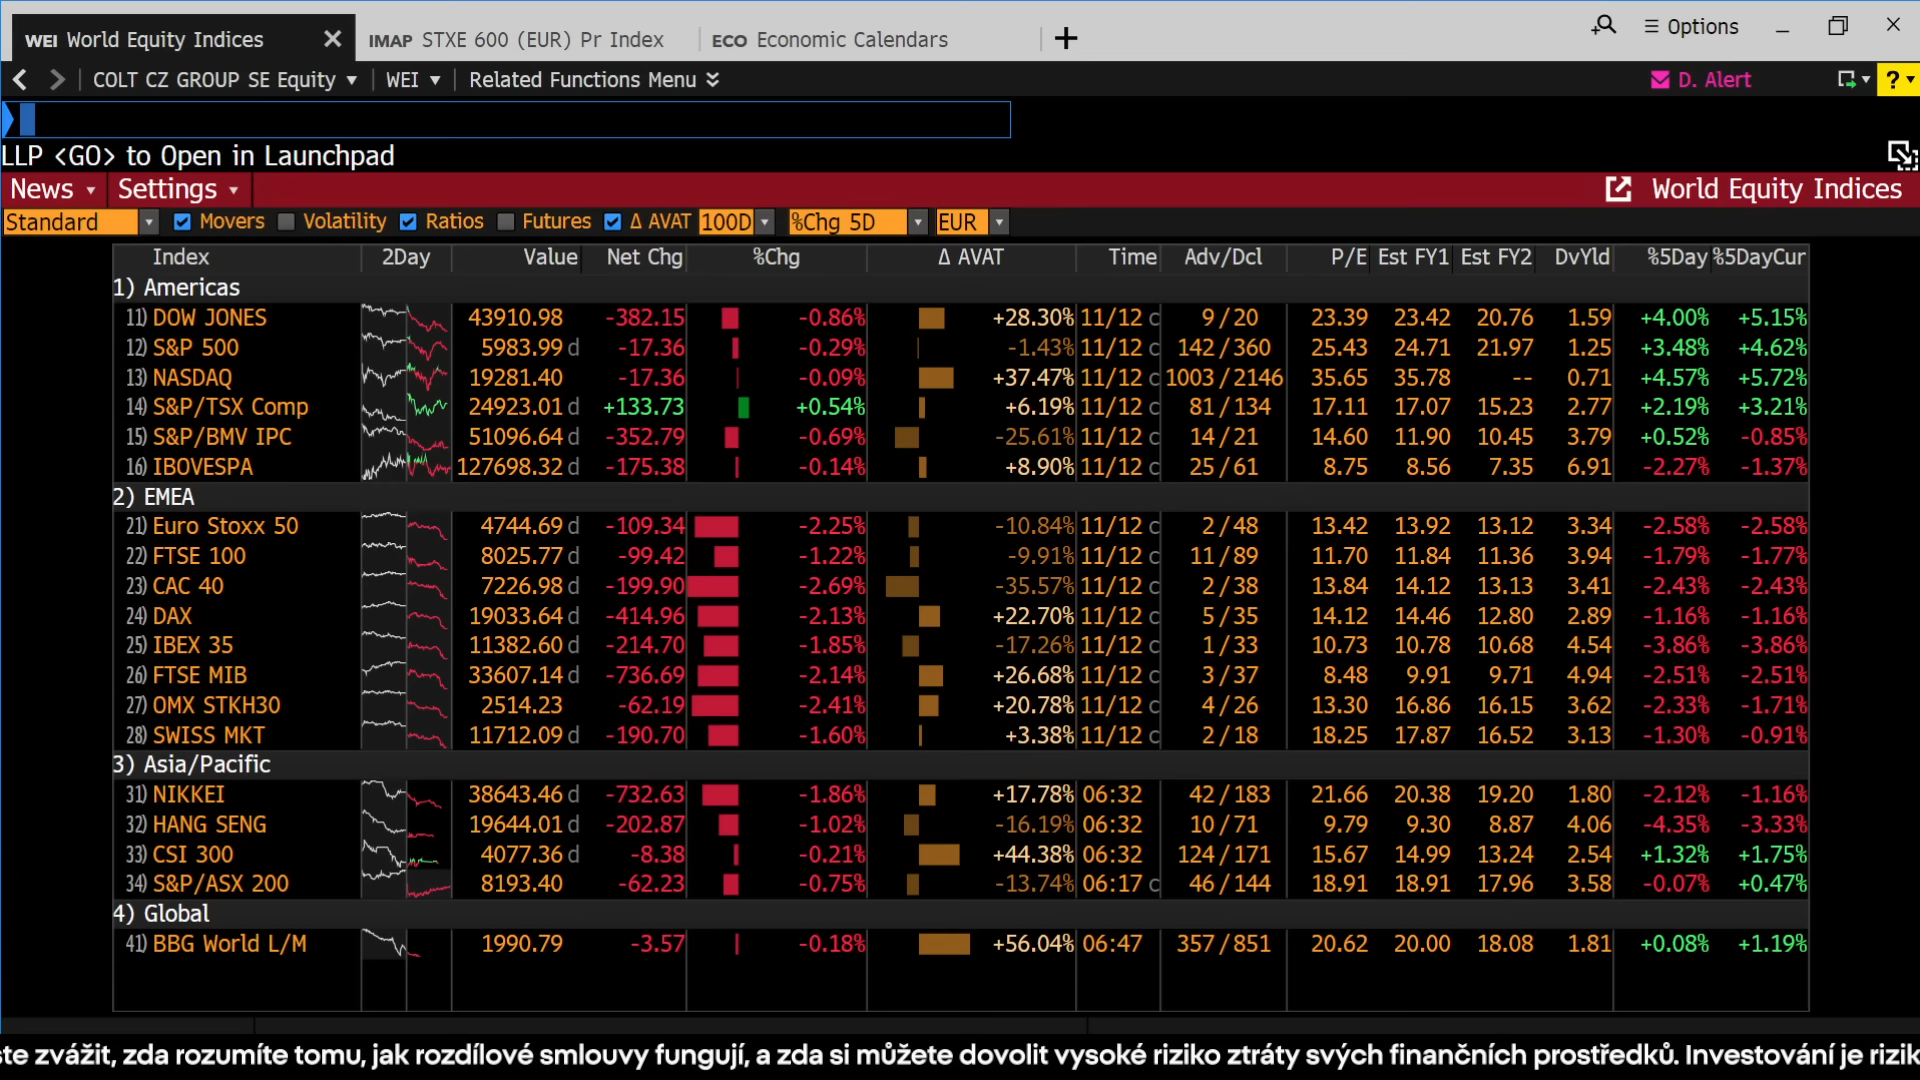 WEI World Equity Indices IMAP STXE 600 (EUR) Pr Index ECO Economic Calendars Options
COLT CZ GROUP SE Equity WEI Related Functions Menu D. Alert ?
LLP <GO> to Open in Launchpad
News Settings World Equity Indices
Standard Movers Volatility Ratios Futures Δ AVAT 100D %Chg 5D EUR
Index 2Day Value Net Chg %Chg Δ AVAT Time Adv/Dcl P/E Est FY1 Est FY2 DvYld %5Day %5DayCur
1) Americas
11) DOW JONES 43910.98 -382.15 -0.86% +28.30% 11/12 c 9/20 23.39 23.42 20.76 1.59 +4.00% +5.15%
12) S&P 500 5983.99 d -17.36 -0.29% -1.43% 11/12 c 142/360 25.43 24.71 21.97 1.25 +3.48% +4.62%
13) NASDAQ 19281.40 -17.36 -0.09% +37.47% 11/12 c 1003/2146 35.65 35.78 -- 0.71 +4.57% +5.72%
14) S&P/TSX Comp 24923.01 d +133.73 +0.54% +6.19% 11/12 c 81/134 17.11 17.07 15.23 2.77 +2.19% +3.21%
15) S&P/BMV IPC 51096.64 d -352.79 -0.69% -25.61% 11/12 c 14/21 14.60 11.90 10.45 3.79 +0.52% -0.85%
16) IBOVESPA 127698.32 d -175.38 -0.14% +8.90% 11/12 c 25/61 8.75 8.56 7.35 6.91 -2.27% -1.37%
2) EMEA
21) Euro Stoxx 50 4744.69 d -109.34 -2.25% -10.84% 11/12 c 2/48 13.42 13.92 13.12 3.34 -2.58% -2.58%
22) FTSE 100 8025.77 d -99.42 -1.22% -9.91% 11/12 c 11/89 11.70 11.84 11.36 3.94 -1.79% -1.77%
23) CAC 40 7226.98 d -199.90 -2.69% -35.57% 11/12 c 2/38 13.84 14.12 13.13 3.41 -2.43% -2.43%
24) DAX 19033.64 d -414.96 -2.13% +22.70% 11/12 c 5/35 14.12 14.46 12.80 2.89 -1.16% -1.16%
25) IBEX 35 11382.60 d -214.70 -1.85% -17.26% 11/12 c 1/33 10.73 10.78 10.68 4.54 -3.86% -3.86%
26) FTSE MIB 33607.14 d -736.69 -2.14% +26.68% 11/12 c 3/37 8.48 9.91 9.71 4.94 -2.51% -2.51%
27) OMX STKH30 2514.23 -62.19 -2.41% +20.78% 11/12 c 4/26 13.30 16.86 16.15 3.62 -2.33% -1.71%
28) SWISS MKT 11712.09 d -190.70 -1.60% +3.38% 11/12 c 2/18 18.25 17.87 16.52 3.13 -1.30% -0.91%
3) Asia/Pacific
31) NIKKEI 38643.46 d -732.63 -1.86% +17.78% 06:32 42/183 21.66 20.38 19.20 1.80 -2.12% -1.16%
32) HANG SENG 19644.01 d -202.87 -1.02% -16.19% 06:32 10/71 9.79 9.30 8.87 4.06 -4.35% -3.33%
33) CSI 300 4077.36 d -8.38 -0.21% +44.38% 06:32 124/171 15.67 14.99 13.24 2.54 +1.32% +1.75%
34) S&P/ASX 200 8193.40 -62.23 -0.75% -13.74% 06:17 c 46/144 18.91 18.91 17.96 3.58 -0.07% +0.47%
4) Global
41) BBG World L/M 1990.79 -3.57 -0.18% +56.04% 06:47 357/851 20.62 20.00 18.08 1.81 +0.08% +1.19%
ste zvážit, zda rozumíte tomu, jak rozdílové smlouvy fungují, a zda si můžete dovolit vysoké riziko ztráty svých finančních prostředků. Investování je rizik